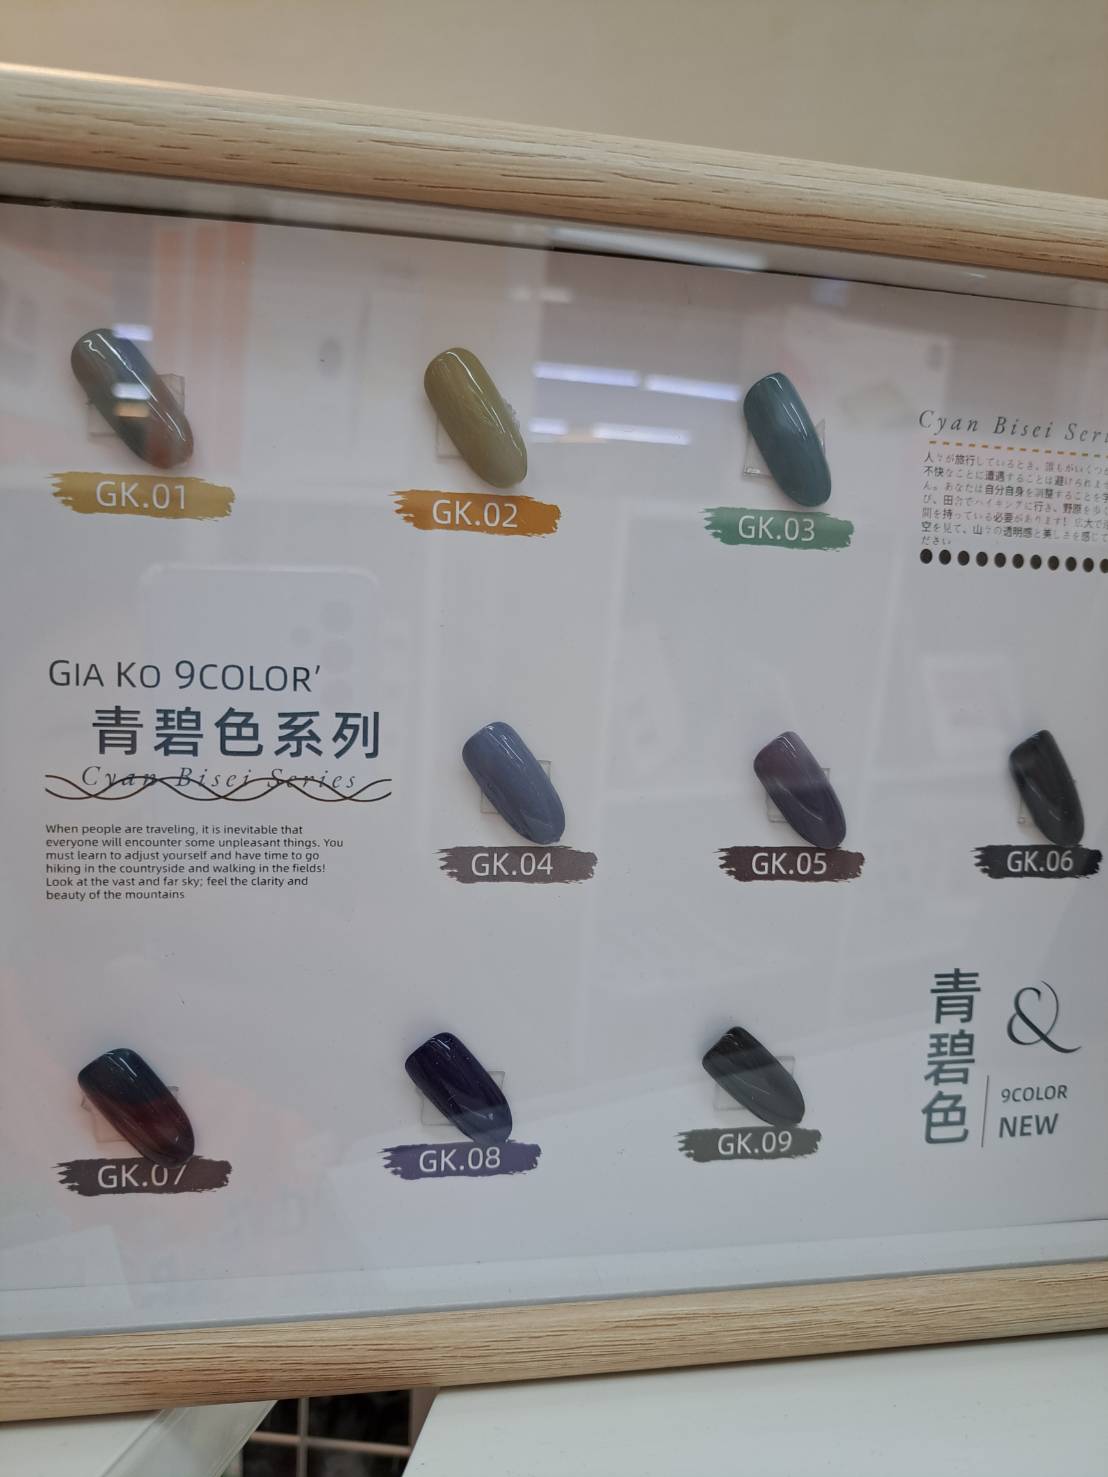 GK.01
GK.02
GK.03
Cyan Bisei
人々が旅行しているとき、誰もがいくつか
不快なことに遭遇することは避けられませ
ん。あなたは自分自身を調整することを学
び、田舎でハイキングに行き、野原を歩く
間を持っている必要があります！広大で
空を見て、山々の透明感と美しさを感じて
ださい
GIA KO 9COLOR'
青碧色系列
Cyan Bisei Series
When people are traveling, it is inevitable that
everyone will encounter some unpleasant things. You
must learn to adjust yourself and have time to go
hiking in the countryside and walking in the fields!
Look at the vast and far sky; feel the clarity and
beauty of the mountains
GK.04
GK.05
GK.06
GK.07
GK.08
GK.09
青碧色
&
9COLOR
NEW